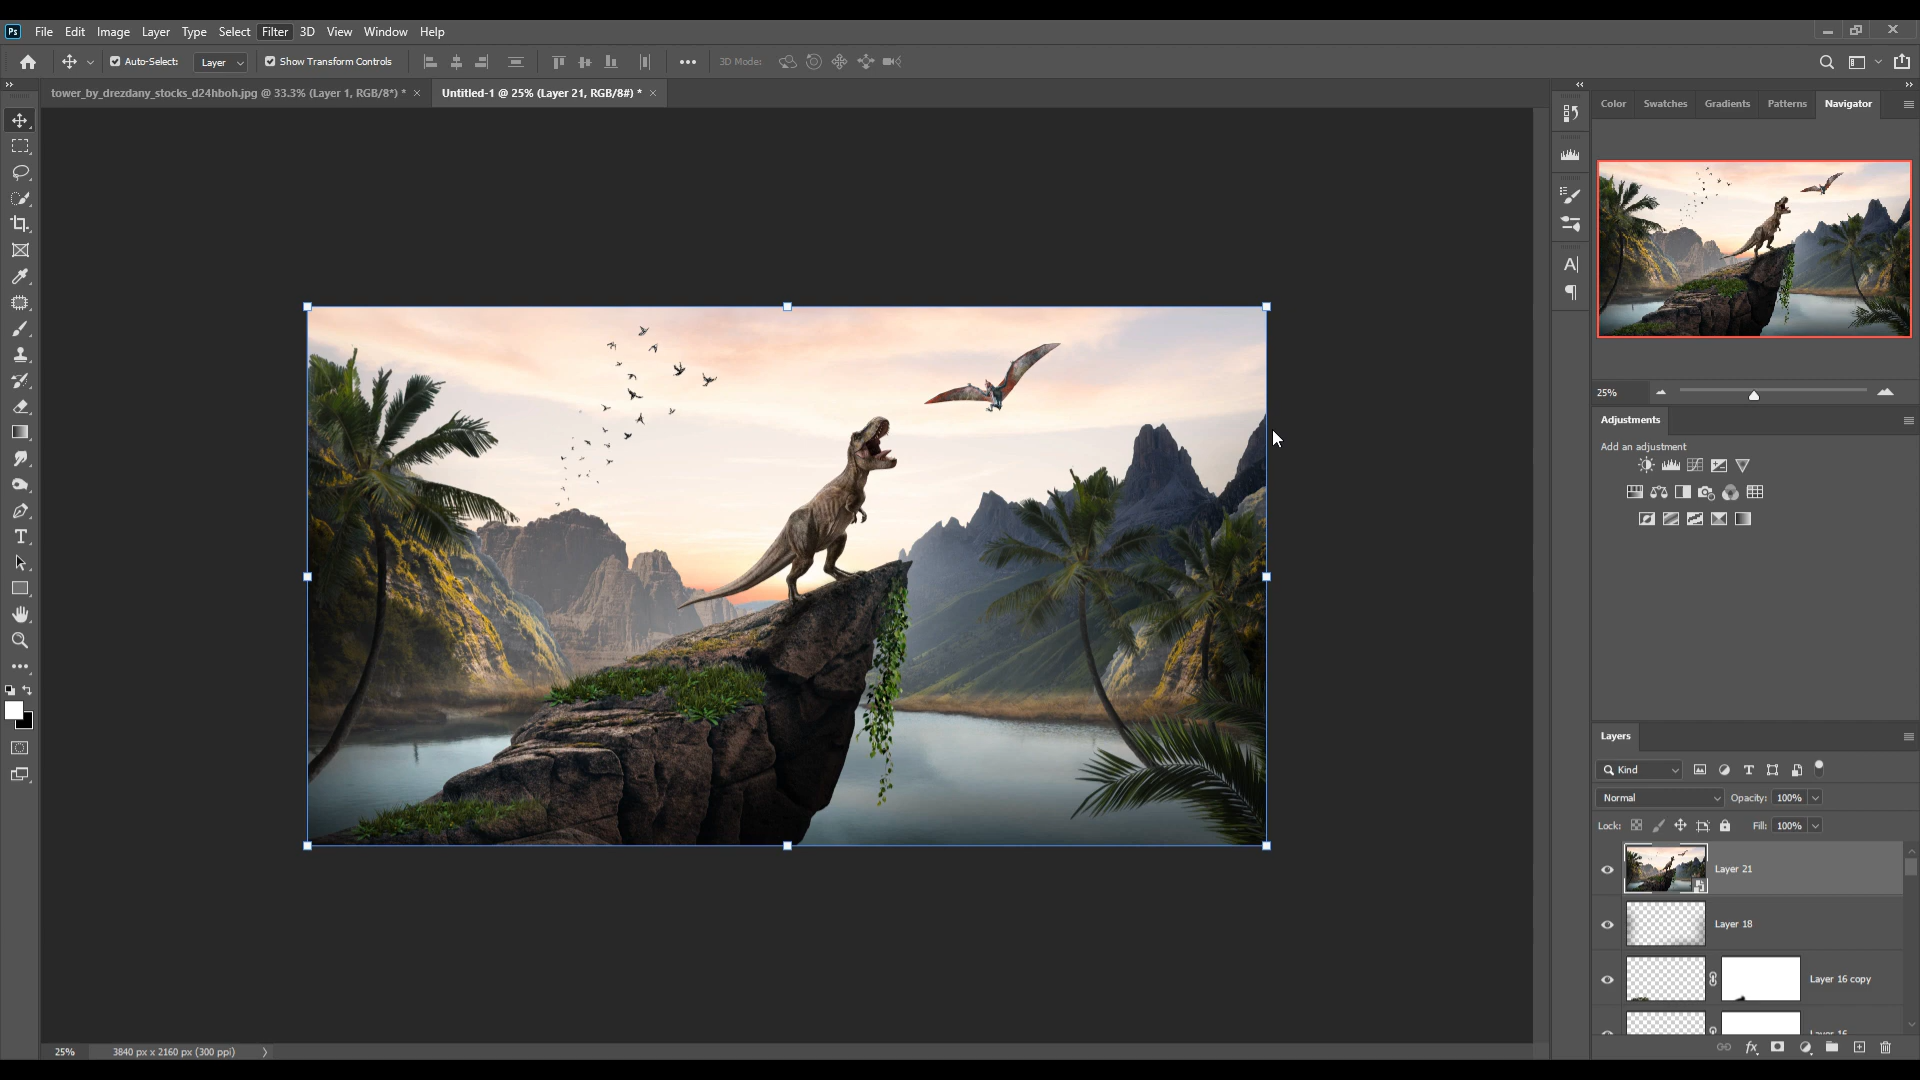 Ps File Edit Image Layer Type Select Filter 3D View Window Help
Auto-Select: Layer Show Transform Controls 3D Mode:
tower_by_drezdany_stocks_d24hboh.jpg @ 33.3% (Layer 1, RGB/8*) * ×
Untitled-1 @ 25% (Layer 21, RGB/8#) * ×
Color Swatches Gradients Patterns Navigator
25%
Adjustments
Add an adjustment
Layers
Kind
Normal Opacity: 100%
Lock: Fill: 100%
Layer 21
Layer 18
Layer 16 copy
Layer 16
25% 3840 px x 2160 px (300 ppi)